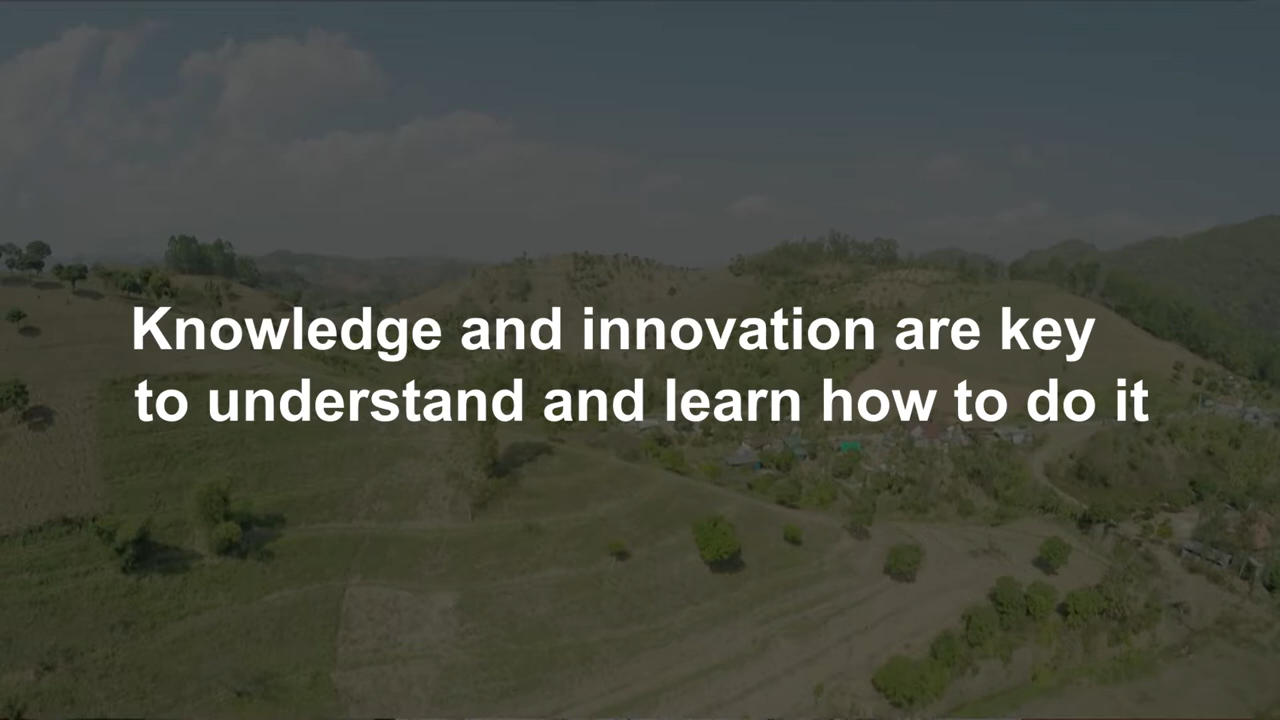 Knowledge and innovation are key
to understand and learn how to do it